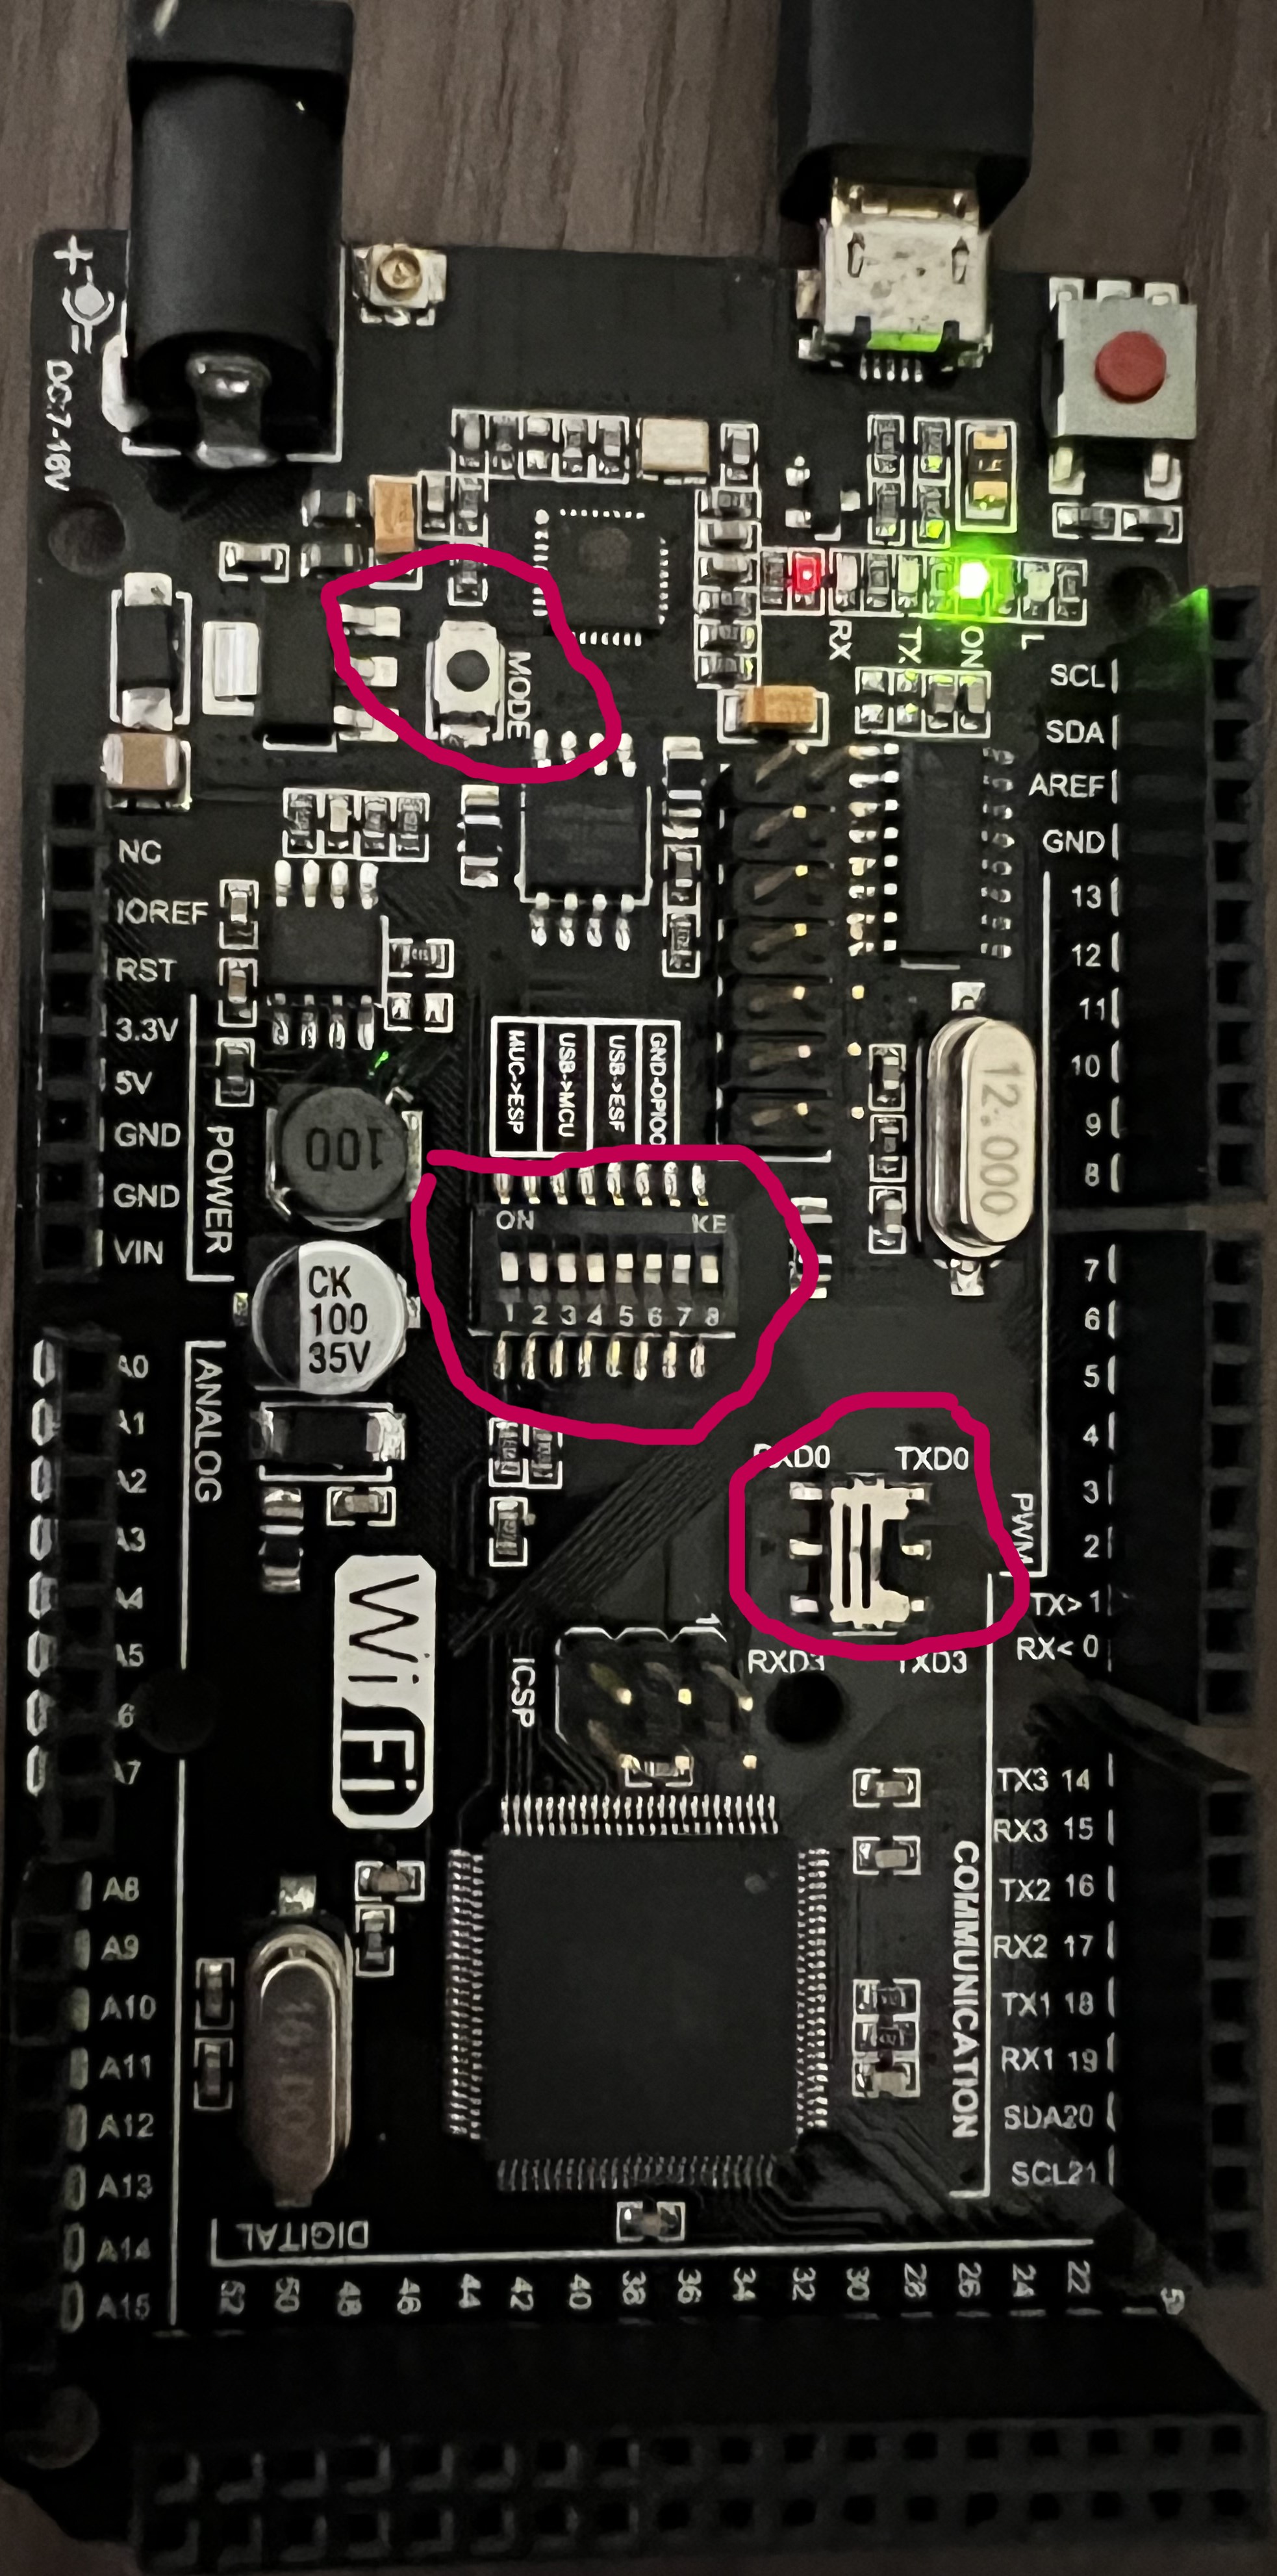 DC:7-18V
MODE
RX
TX
ON
L
SCL
SDA
AREF
GND
13
12
11
10
9
8
NC
IOREF
RST
3.3V
5V
GND
GND
VIN
POWER
MUC->ESP
USB->MCU
USB->ESP
GND-OPIO0
ON KE
1 2 3 4 5 6 7 8
100
12.000
CK
100
35V
7
6
5
4
3
2
TX> 1
RX< 0
PWM
A0
A1
A2
A3
A4
A5
A6
A7
ANALOG
RXD0 TXD0
RXD3 TXD3
WiFi
ICSP
1
TX3 14
RX3 15
TX2 16
RX2 17
TX1 18
RX1 19
SDA20
SCL21
COMMUNICATION
A8
A9
A10
A11
A12
A13
A14
A15
DIGITAL
52 50 48 46 44 42 40 38 36 34 32 30 28 26 24 22